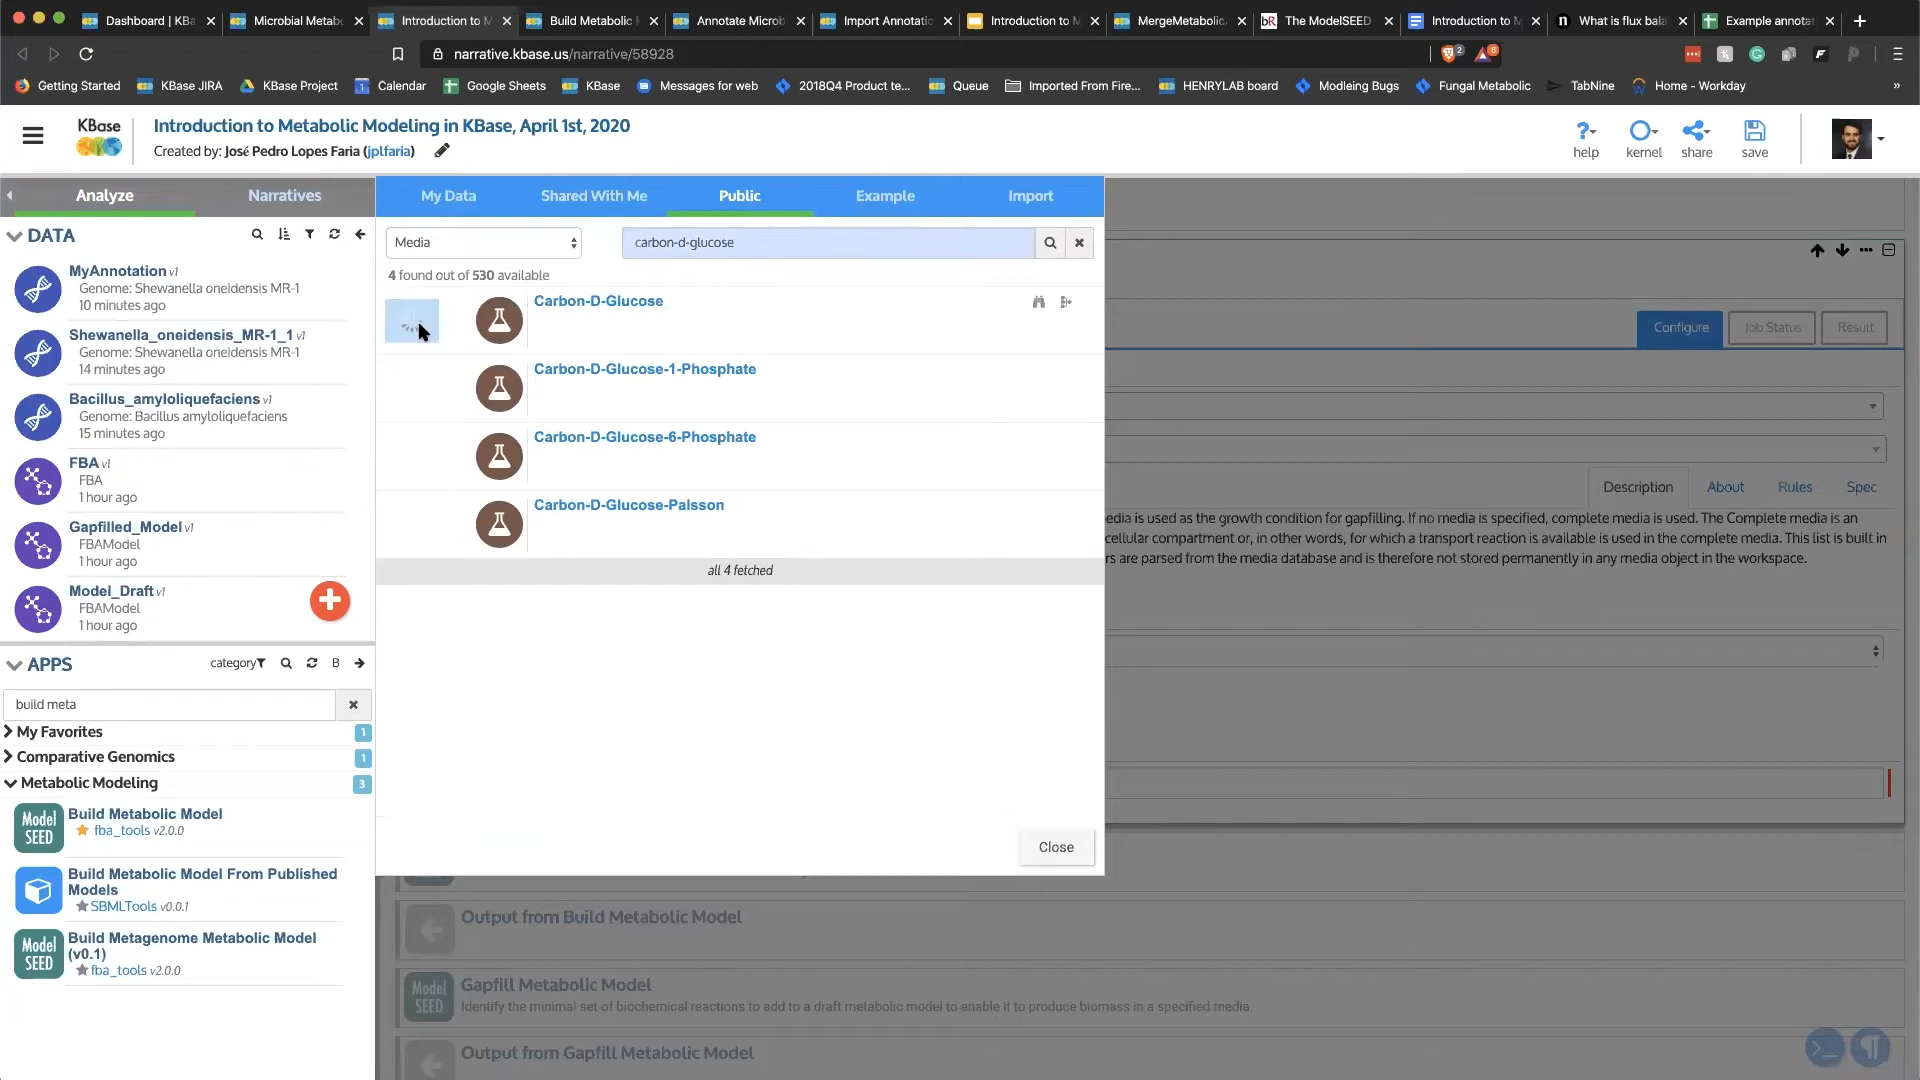 Dashboard | KBa
Microbial Metab
Introduction to M
Build Metabolic
Annotate Microb
Import Annotatic
Introduction to M
MergeMetabolic
bR The ModelSEED
Introduction to M
n What is flux bala
Example annotat
narrative.kbase.us/narrative/58928
2
8
Getting Started
KBase JIRA
KBase Project
Calendar
Google Sheets
KBase
Messages for web
2018Q4 Product te...
Queue
Imported From Fire...
HENRYLAB board
Modleing Bugs
Fungal Metabolic
TabNine
Home - Workday
»
KBase
Introduction to Metabolic Modeling in KBase, April 1st, 2020
Created by: José Pedro Lopes Faria (jplfaria)
help
kernel
share
save
Analyze
Narratives
My Data
Shared With Me
Public
Example
Import
DATA
MyAnnotation v1
Genome: Shewanella oneidensis MR-1
10 minutes ago
Shewanella_oneidensis_MR-1_1 v1
Genome: Shewanella oneidensis MR-1
14 minutes ago
Bacillus_amyloliquefaciens v1
Genome: Bacillus amyloliquefaciens
15 minutes ago
FBA v1
FBA
1 hour ago
Gapfilled_Model v1
FBAModel
1 hour ago
Model_Draft v1
FBAModel
1 hour ago
APPS
category
B
build meta
My Favorites
1
Comparative Genomics
1
Metabolic Modeling
3
Model SEED
Build Metabolic Model
fba_tools v2.0.0
Build Metabolic Model From Published
Models
SBMLTools v0.0.1
Model SEED
Build Metagenome Metabolic Model
(v0.1)
fba_tools v2.0.0
Media
carbon-d-glucose
4 found out of 530 available
Carbon-D-Glucose
Carbon-D-Glucose-1-Phosphate
Carbon-D-Glucose-6-Phosphate
Carbon-D-Glucose-Palsson
all 4 fetched
Close
Configure
Job Status
Result
Description
About
Rules
Spec
edia is used as the growth condition for gapfilling. If no media is specified, complete media is used. The Complete media is an
cellular compartment or, in other words, for which a transport reaction is available is used in the complete media. This list is built in
rs are parsed from the media database and is therefore not stored permanently in any media object in the workspace.
Output from Build Metabolic Model
Model SEED
Gapfill Metabolic Model
Identify the minimal set of biochemical reactions to add to a draft metabolic model to enable it to produce biomass in a specified media.
Output from Gapfill Metabolic Model